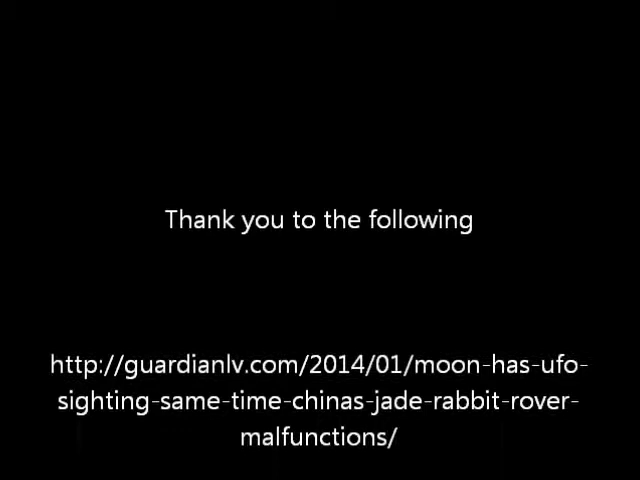 Thank you to the following
http://guardianlv.com/2014/01/moon-has-ufo-
sighting-same-time-chinas-jade-rabbit-rover-
malfunctions/